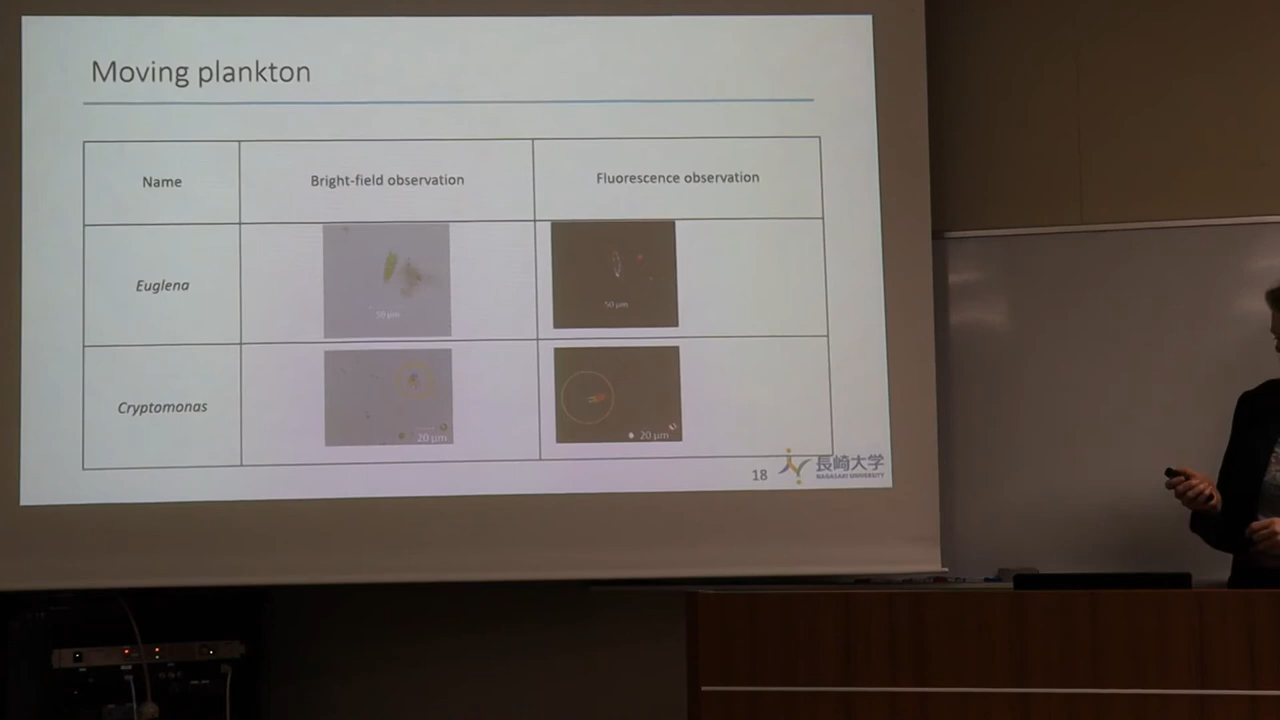 Moving plankton
Name
Bright-field observation
Fluorescence observation
Euglena
50 μm
50 μm
Cryptomonas
20 μm
20 μm
18
長崎大学
NAGASAKI UNIVERSITY